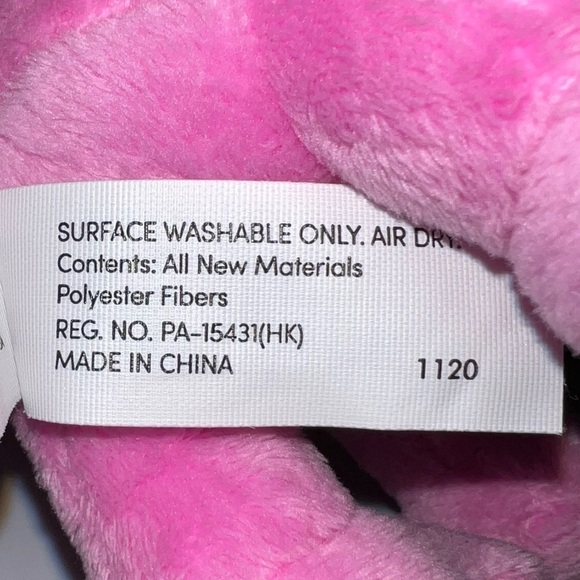 SURFACE WASHABLE ONLY. AIR DRY.
Contents: All New Materials
Polyester Fibers
REG. NO. PA-15431(HK)
MADE IN CHINA 1120